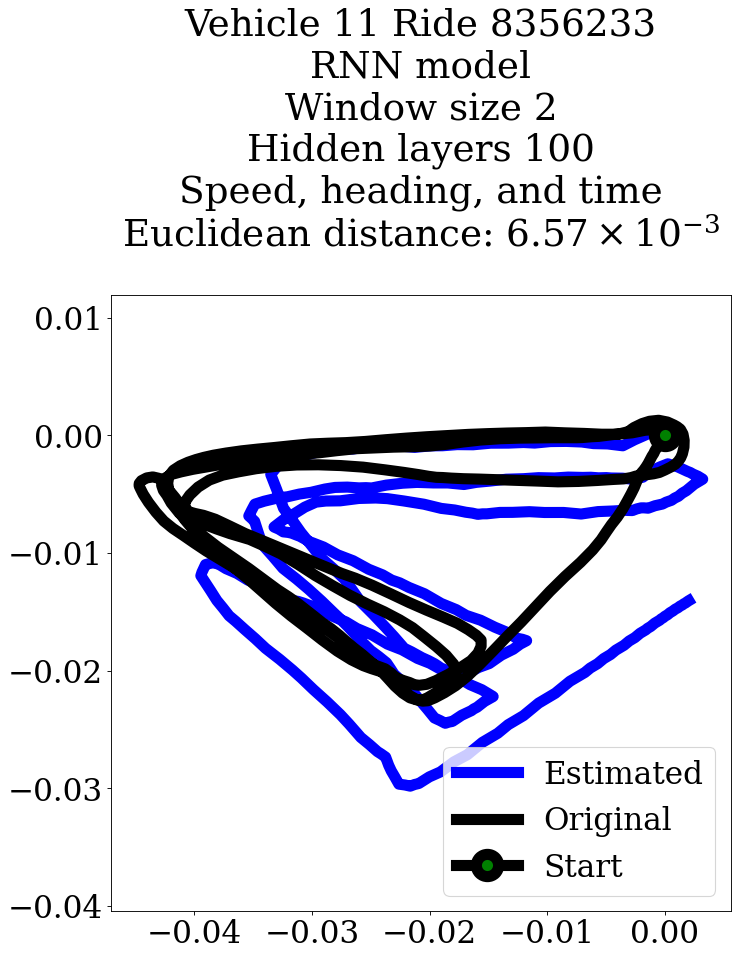 Vehicle 11 Ride 8356233
RNN model
Window size 2
Hidden layers 100
Speed, heading, and time
Euclidean distance: 6.57 × 10⁻³
0.01
0.00
−0.01
−0.02
−0.03
−0.04
Estimated
Original
Start
−0.04 −0.03 −0.02 −0.01 0.00